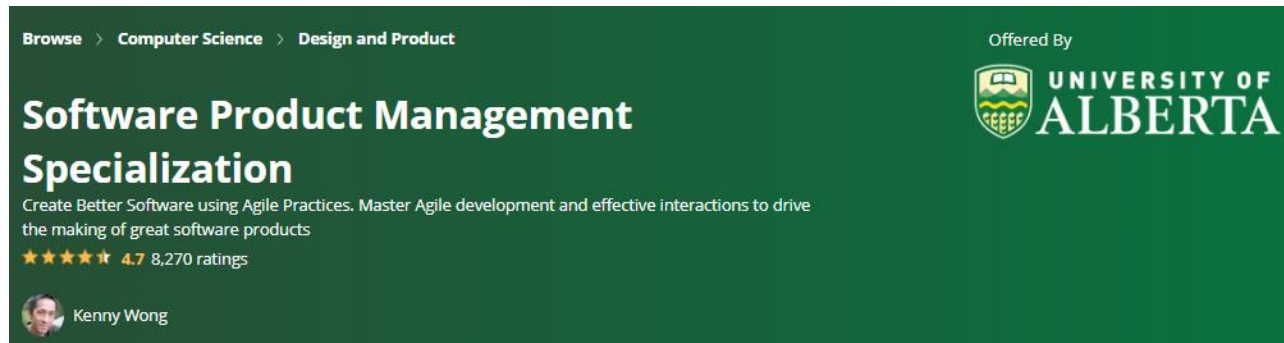 Browse > Computer Science > Design and Product
Offered By
UNIVERSITY OF
ALBERTA
Software Product Management
Specialization
Create Better Software using Agile Practices. Master Agile development and effective interactions to drive
the making of great software products
4.7 8,270 ratings
Kenny Wong